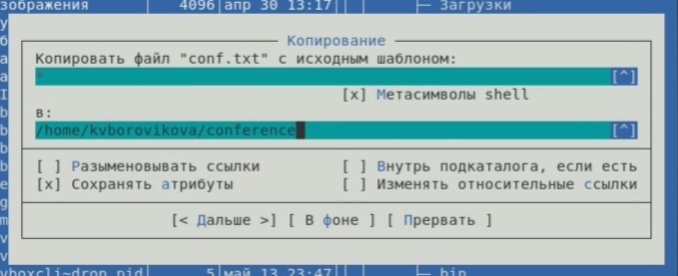 зображения | 4096|апр 30 13:17| | | ├─ Загрузки
Копирование
Копировать файл "conf.txt" с исходным шаблоном:
* [^]
[x] Метасимволы shell
в:
/home/kvborovikova/conference [^]
[ ] Разыменовывать ссылки [ ] Внутрь подкаталога, если есть
[x] Сохранять атрибуты [ ] Изменять относительные ссылки
[< Дальше >] [ В фоне ] [ Прервать ]
vboxcli~drop.pid| 5|май 13 23:47| | ├─ bin